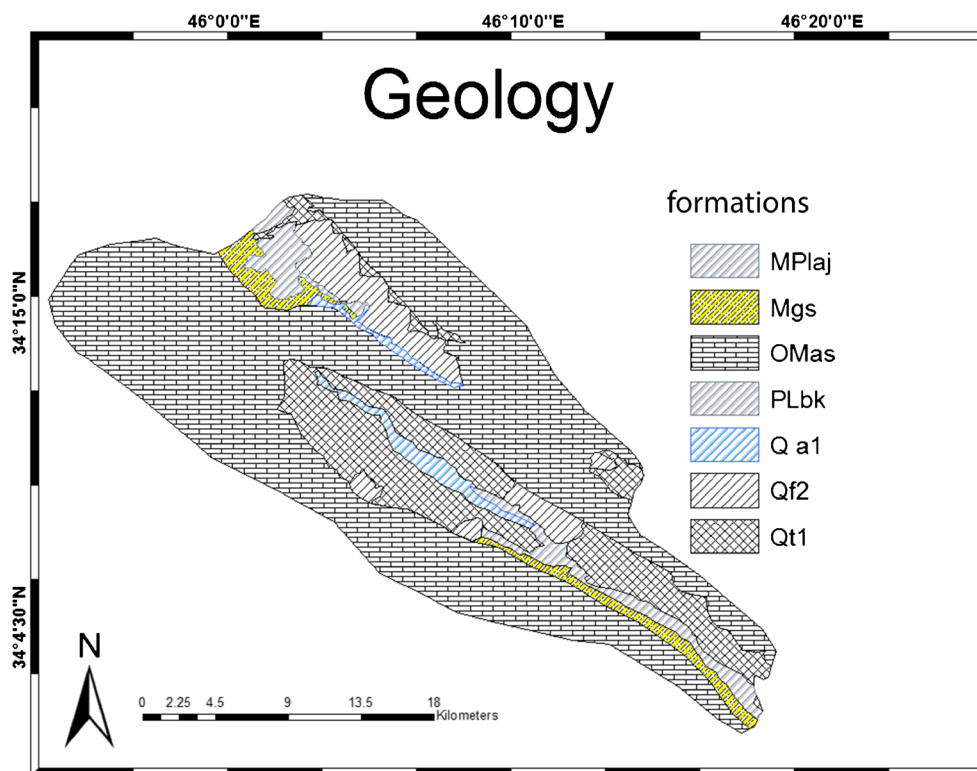 46°0'0"E 46°10'0"E 46°20'0"E
Geology
formations
MPlaj
Mgs
OMas
PLbk
Q a1
Qf2
Qt1
34°15'0"N
34°4'30"N
N
0 2.25 4.5 9 13.5 18
Kilometers